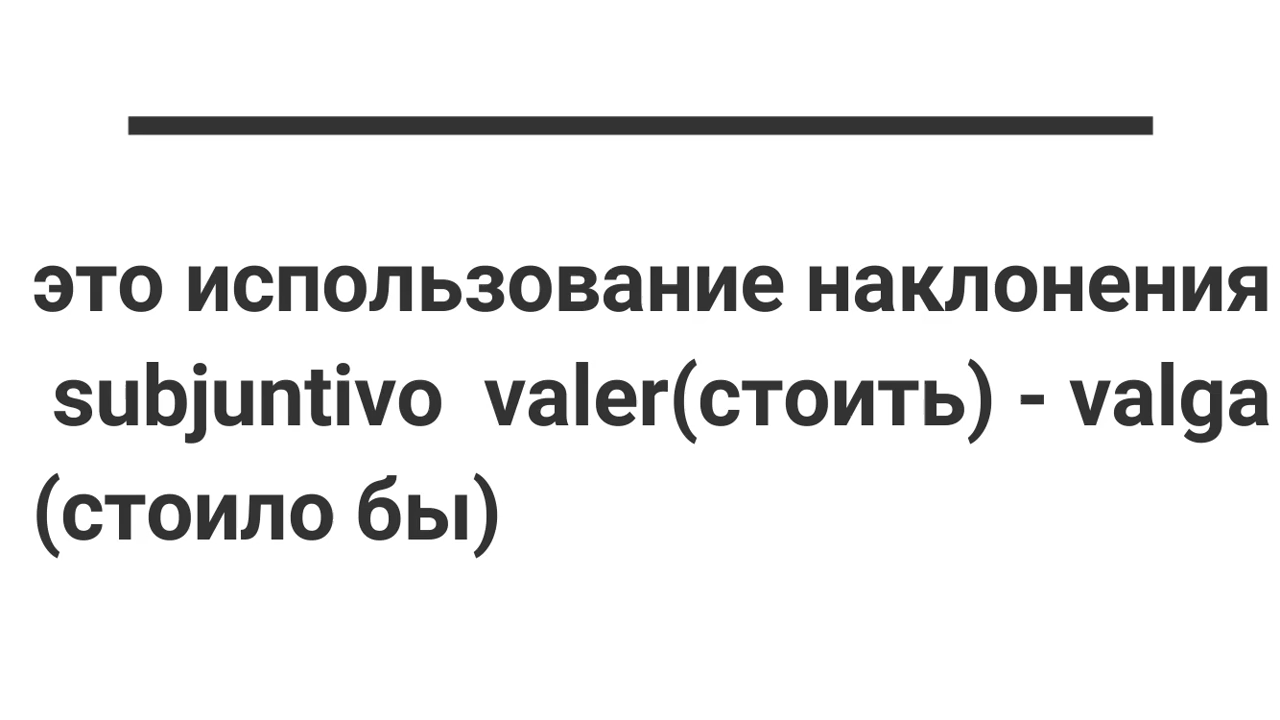 это использование наклонения
subjuntivo valer(стоить) - valga
(стоило бы)